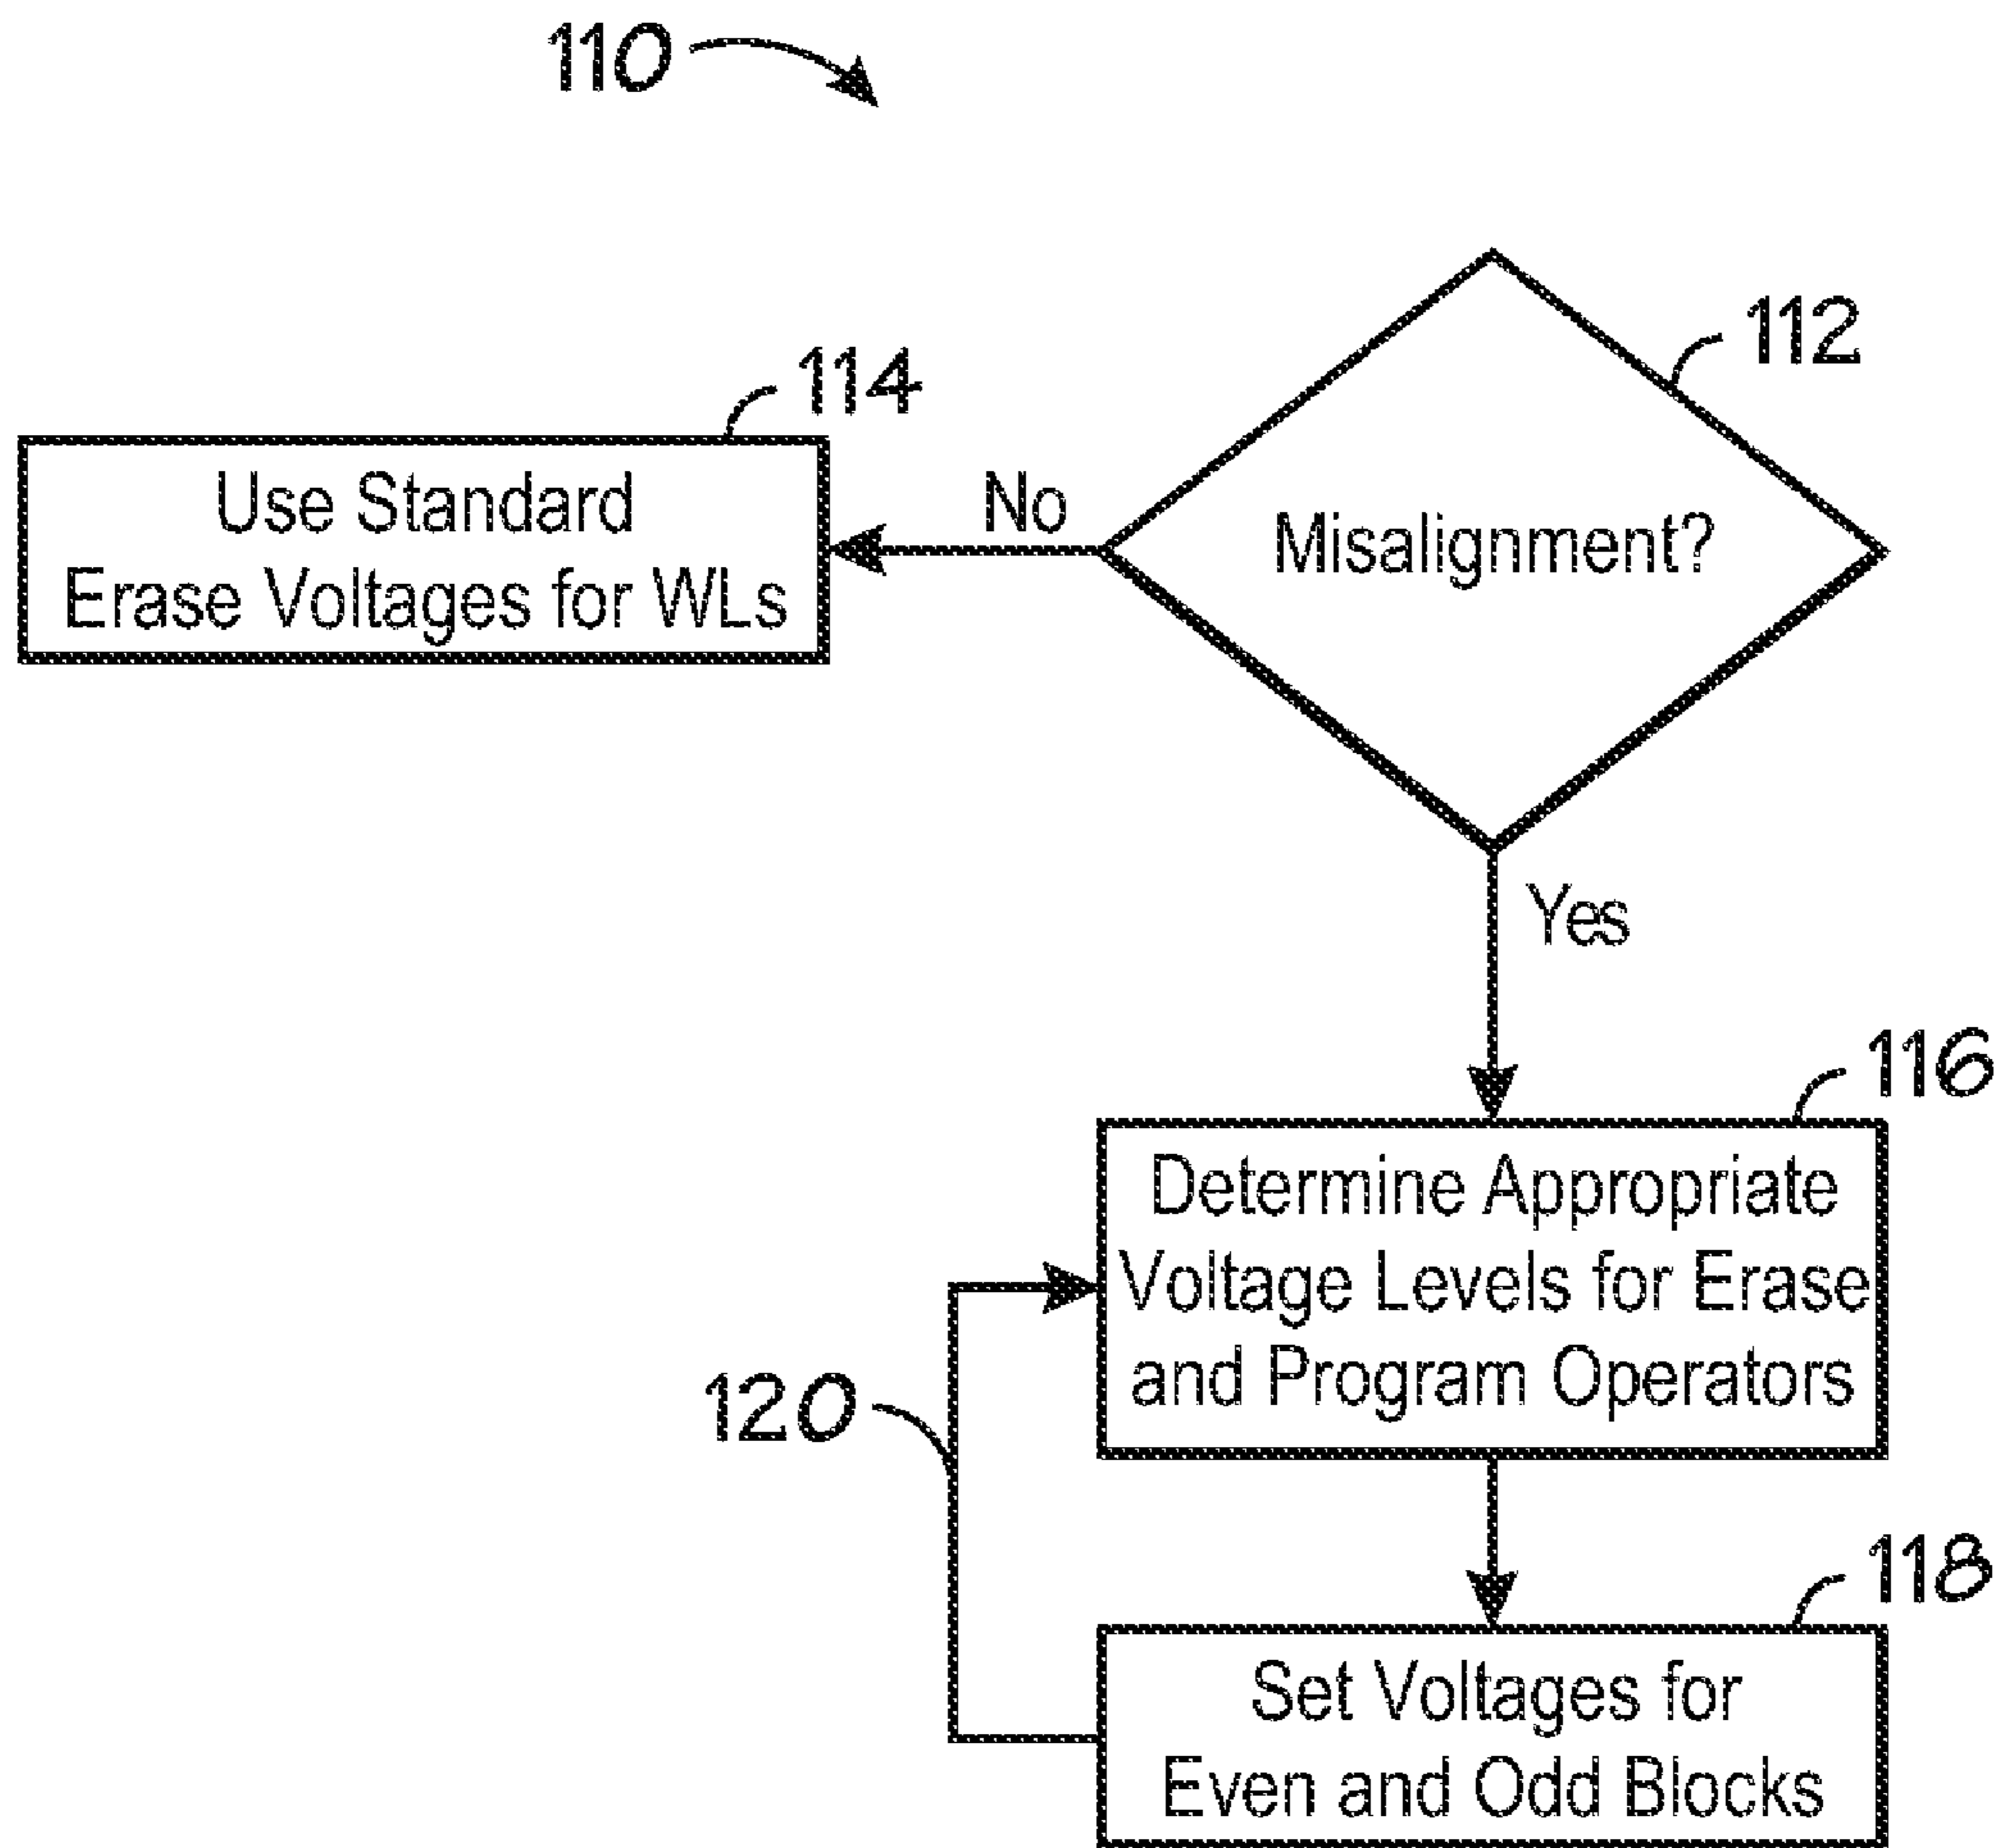 110
112
114
Use Standard
Erase Voltages for WLs
No
Misalignment?
Yes
116
Determine Appropriate
Voltage Levels for Erase
and Program Operators
120
118
Set Voltages for
Even and Odd Blocks